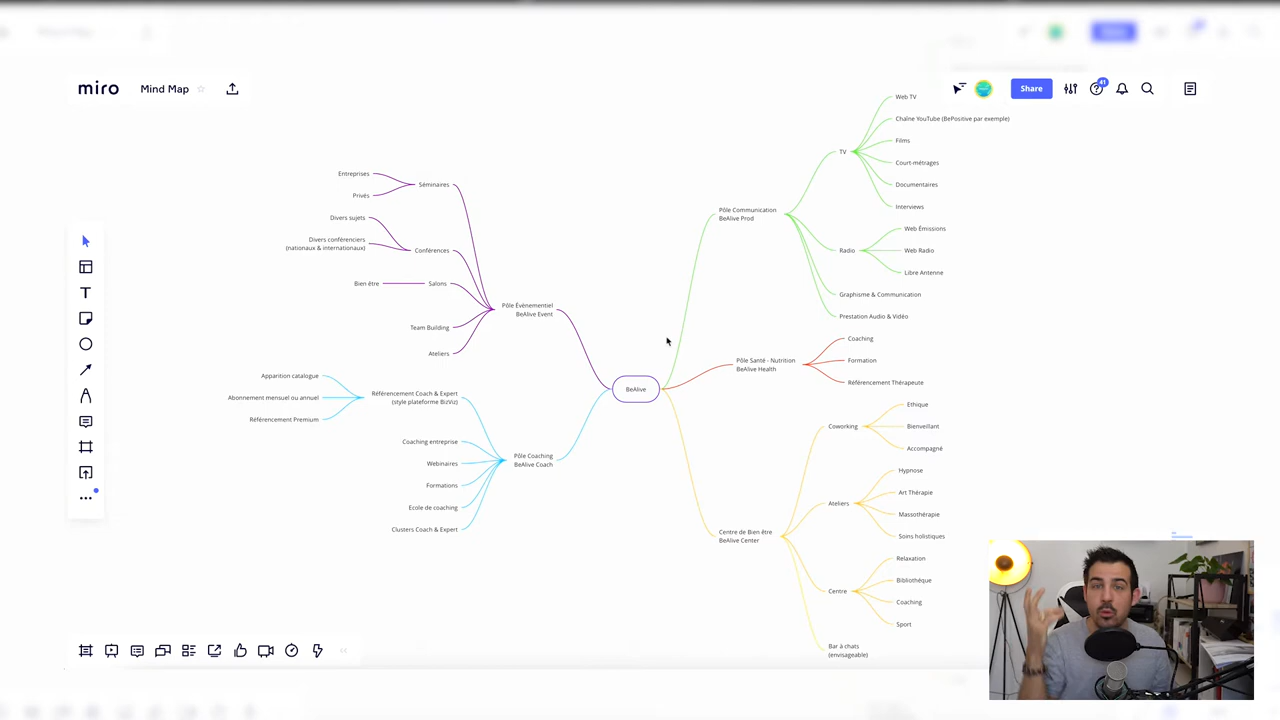 miro
Mind Map
Share
41
Entreprises
Privés
Séminaires
Divers sujets
Divers conférenciers
(nationaux & internationaux)
Conférences
Bien être
Salons
Team Building
Ateliers
Pôle Évènementiel
BeAlive Event
Apparition catalogue
Abonnement mensuel ou annuel
Référencement Premium
Référencement Coach & Expert
(style plateforme BizViz)
Coaching entreprise
Webinaires
Formations
Ecole de coaching
Clusters Coach & Expert
Pôle Coaching
BeAlive Coach
BeAlive
Pôle Communication
BeAlive Prod
TV
Web TV
Chaîne YouTube (BePositive par exemple)
Films
Court-métrages
Documentaires
Interviews
Radio
Web Émissions
Web Radio
Libre Antenne
Graphisme & Communication
Prestation Audio & Vidéo
Pôle Santé - Nutrition
BeAlive Health
Coaching
Formation
Référencement Thérapeute
Centre de Bien être
BeAlive Center
Coworking
Ethique
Bienveillant
Accompagné
Ateliers
Hypnose
Art Thérapie
Massothérapie
Soins holistiques
Centre
Relaxation
Bibliothèque
Coaching
Sport
Bar à chats
(envisageable)